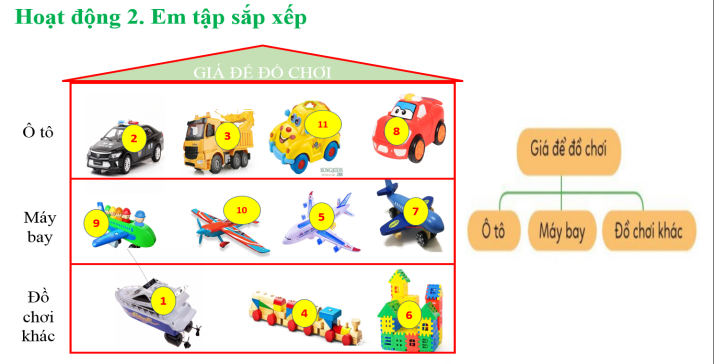 Hoạt động 2. Em tập sắp xếp
GIÁ ĐỂ ĐỒ CHƠI
Ô tô
2
3
11
8
Máy
bay
9
10
5
7
Đồ
chơi
khác
1
4
6
Giá để đồ chơi
Ô tô
Máy bay
Đồ chơi khác